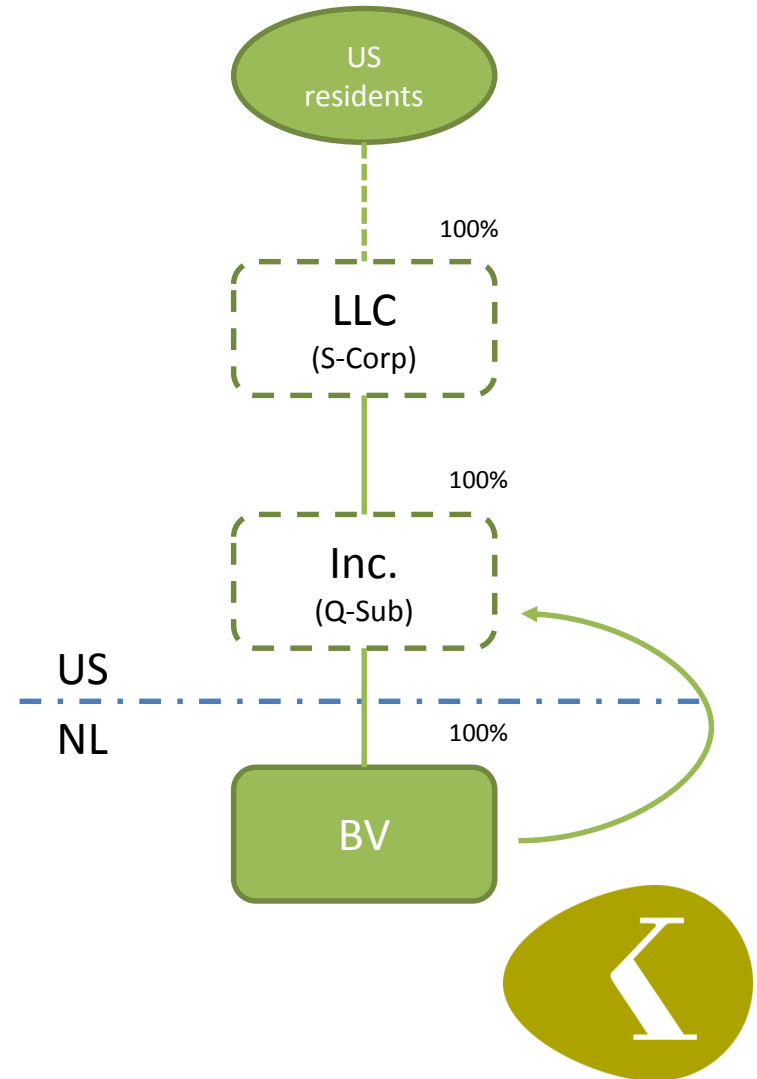 US
residents
100%
LLC
(S-Corp)
100%
Inc.
(Q-Sub)
US
NL
100%
BV